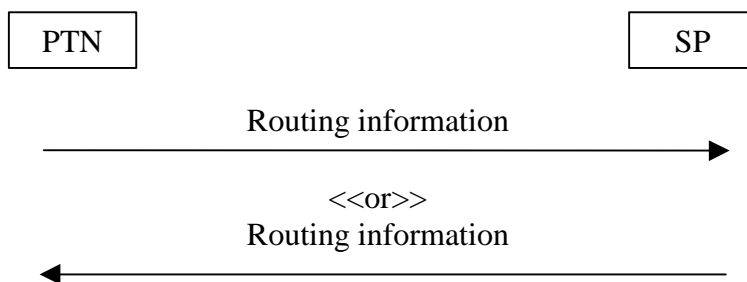 PTN
SP
Routing information
<<or>>
Routing information